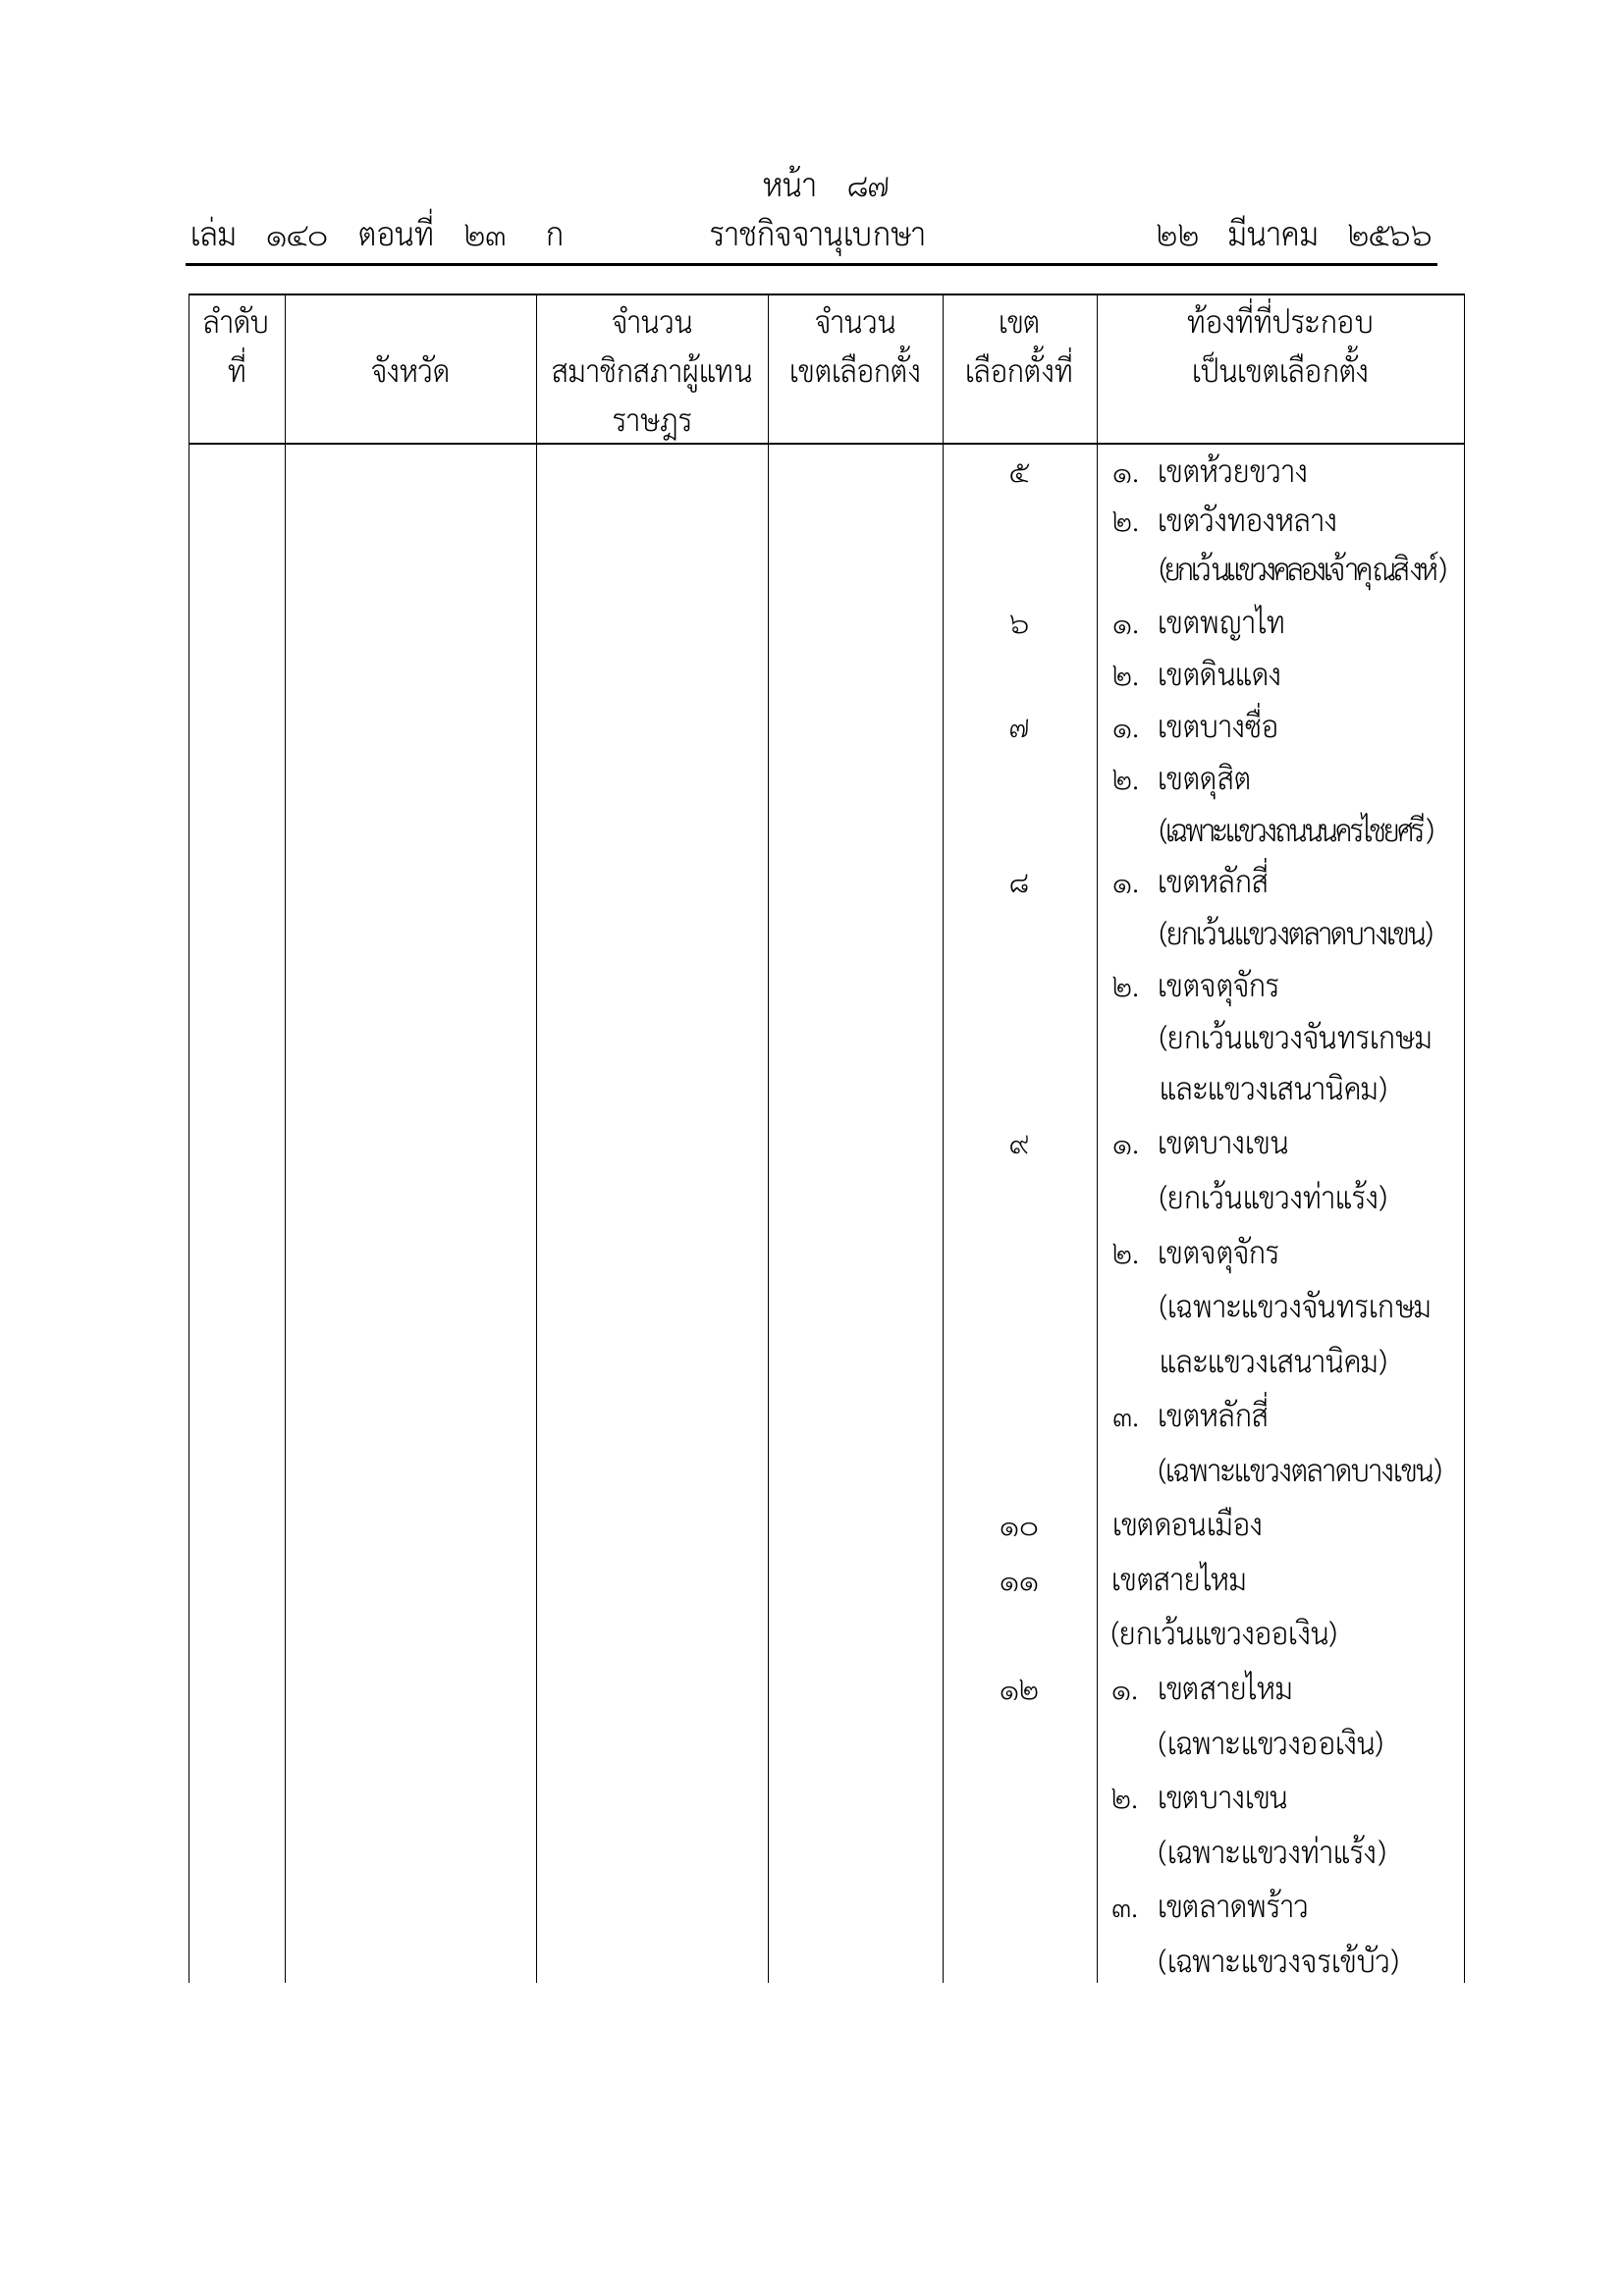 หน้า ๘๗
เล่ม ๑๔๐ ตอนที่ ๒๓ ก ราชกิจจานุเบกษา ๒๒ มีนาคม ๒๕๖๖
ลำดับ จำนวน จำนวน เขต ท้องที่ที่ประกอบ
ที่ จังหวัด สมาชิกสภาผู้แทน เขตเลือกตั้ง เลือกตั้งที่ เป็นเขตเลือกตั้ง
ราษฎร
๕ ๑. เขตห้วยขวาง
๒. เขตวังทองหลาง
(ยกเว้นแขวงคลองเจ้าคุณสิงห์)
๖ ๑. เขตพญาไท
๒. เขตดินแดง
๗ ๑. เขตบางซื่อ
๒. เขตดุสิต
(เฉพาะแขวงถนนนครไชยศรี)
๘ ๑. เขตหลักสี่
(ยกเว้นแขวงตลาดบางเขน)
๒. เขตจตุจักร
(ยกเว้นแขวงจันทรเกษม
และแขวงเสนานิคม)
๙ ๑. เขตบางเขน
(ยกเว้นแขวงท่าแร้ง)
๒. เขตจตุจักร
(เฉพาะแขวงจันทรเกษม
และแขวงเสนานิคม)
๓. เขตหลักสี่
(เฉพาะแขวงตลาดบางเขน)
๑๐ เขตดอนเมือง
๑๑ เขตสายไหม
(ยกเว้นแขวงออเงิน)
๑๒ ๑. เขตสายไหม
(เฉพาะแขวงออเงิน)
๒. เขตบางเขน
(เฉพาะแขวงท่าแร้ง)
๓. เขตลาดพร้าว
(เฉพาะแขวงจรเข้บัว)